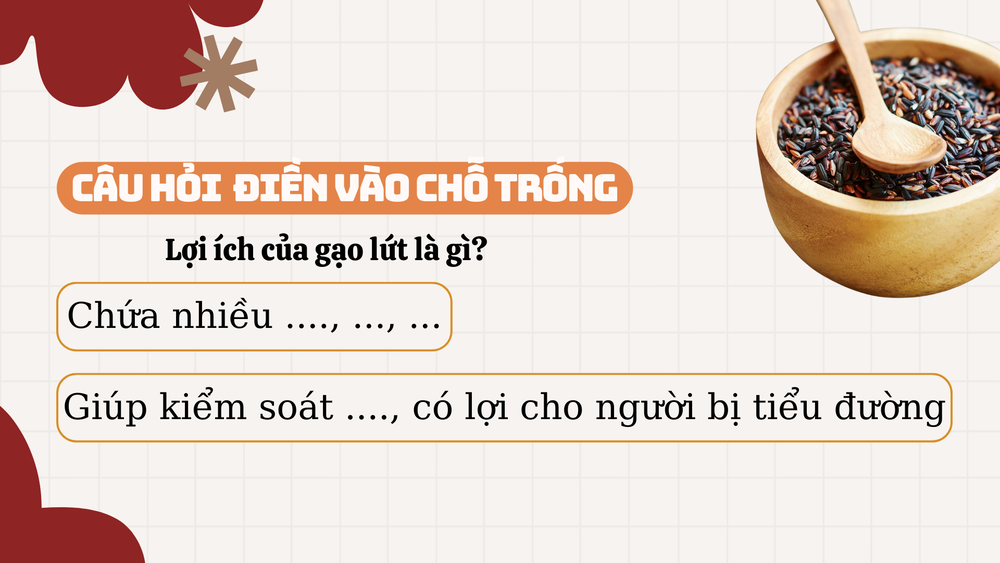 CÂU HỎI ĐIỀN VÀO CHỖ TRỐNG
Lợi ích của gạo lứt là gì?
Chứa nhiều ...., ..., ...
Giúp kiểm soát ...., có lợi cho người bị tiểu đường